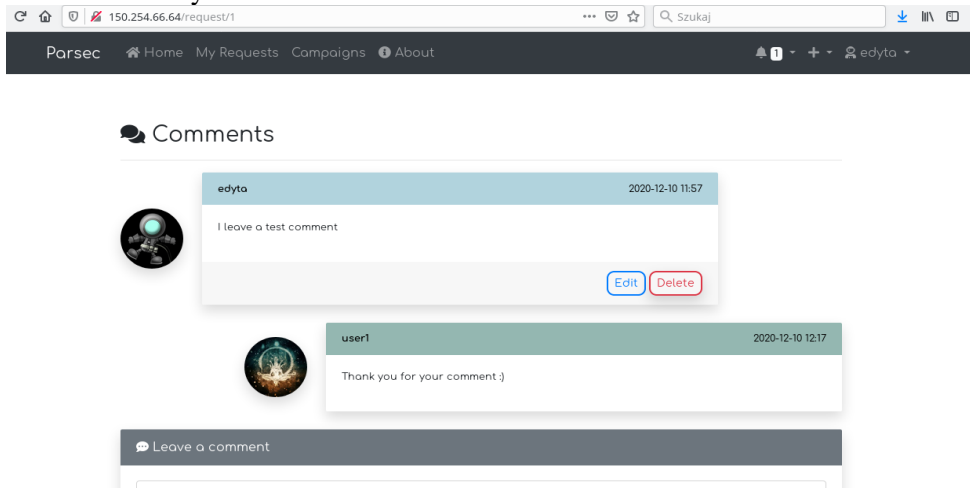 150.254.66.64/request/1
Szukaj
Parsec Home My Requests Campaigns About 1 edyta
Comments
edyta 2020-12-10 11:57
I leave a test comment
Edit Delete
user1 2020-12-10 12:17
Thank you for your comment :)
Leave a comment